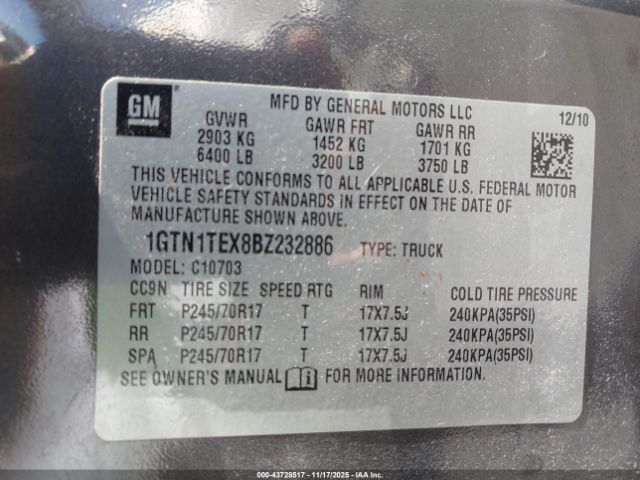 GM
MFD BY GENERAL MOTORS LLC
12/10
GVWR GAWR FRT GAWR RR
2903 KG 1452 KG 1701 KG
6400 LB 3200 LB 3750 LB
THIS VEHICLE CONFORMS TO ALL APPLICABLE U.S. FEDERAL MOTOR
VEHICLE SAFETY STANDARDS IN EFFECT ON THE DATE OF
MANUFACTURE SHOWN ABOVE.
1GTN1TEX8BZ232886 TYPE: TRUCK
MODEL: C10703
CC9N TIRE SIZE SPEED RTG RIM COLD TIRE PRESSURE
FRT P245/70R17 T 17X7.5J 240KPA(35PSI)
RR P245/70R17 T 17X7.5J 240KPA(35PSI)
SPA P245/70R17 T 17X7.5J 240KPA(35PSI)
SEE OWNER'S MANUAL FOR MORE INFORMATION.
© 00-43728517 - 11/17/2025 - IAAI.COM - COPYRIGHT